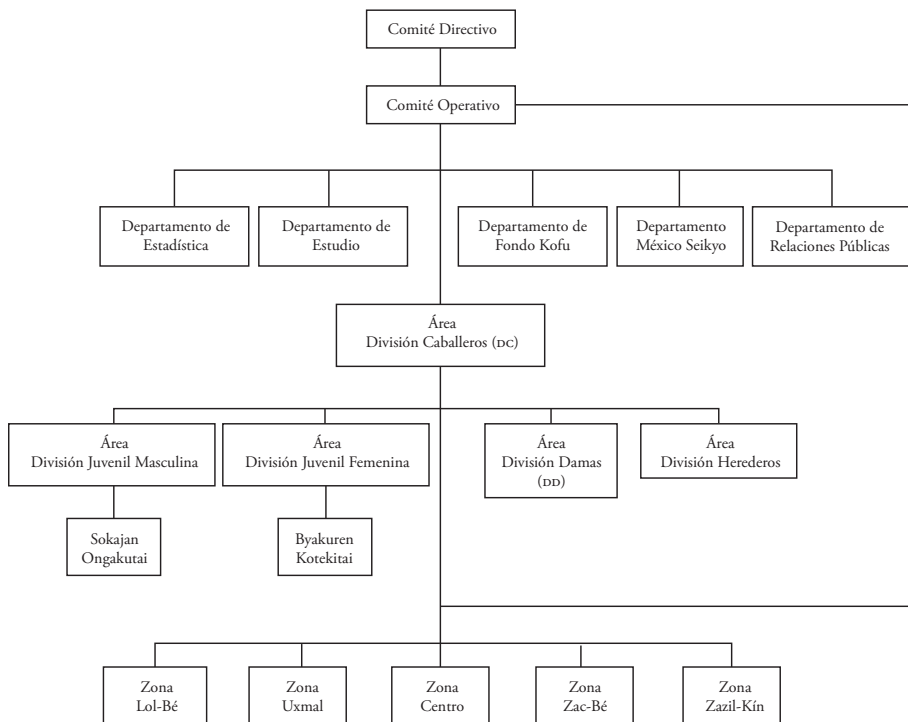 Comité Directivo
Comité Operativo
Departamento de
Estadística
Departamento de
Estudio
Departamento de
Fondo Kofu
Departamento
México Seikyo
Departamento de
Relaciones Públicas
Área
División Caballeros (DC)
Área
División Juvenil Masculina
Área
División Juvenil Femenina
Área
División Damas
(DD)
Área
División Herederos
Sokajan
Ongakutai
Byakuren
Kotekitai
Zona
Lol-Bé
Zona
Uxmal
Zona
Centro
Zona
Zac-Bé
Zona
Zazil-Kín